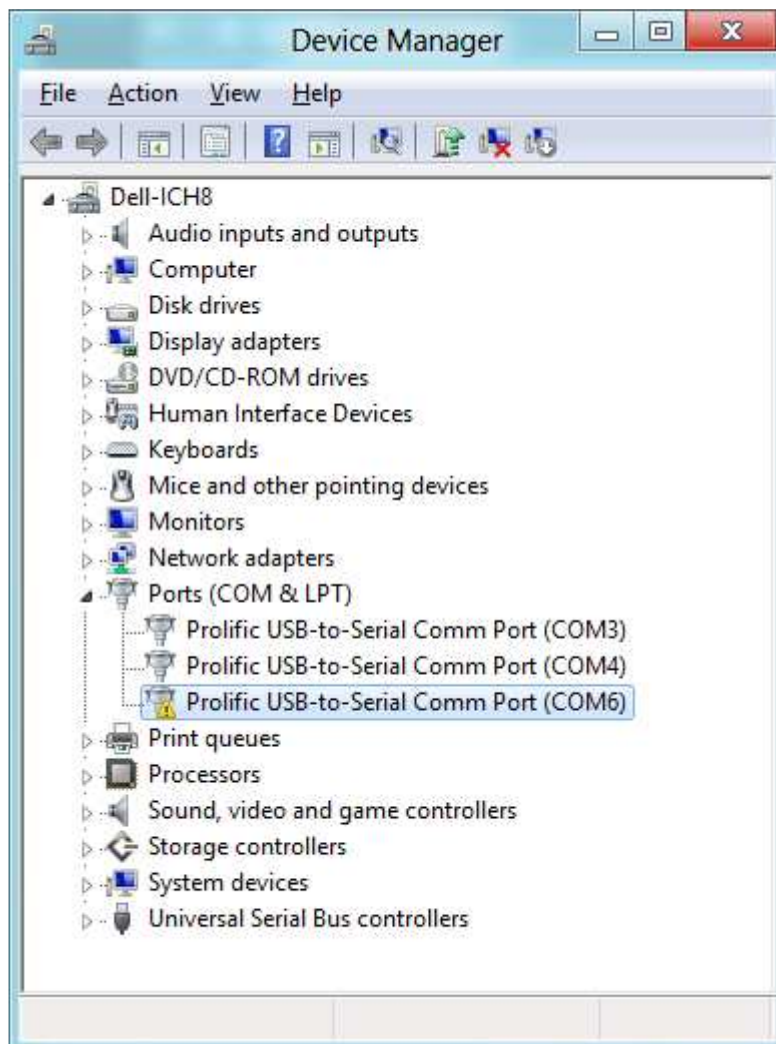 Device Manager
File Action View Help
Dell-ICH8
Audio inputs and outputs
Computer
Disk drives
Display adapters
DVD/CD-ROM drives
Human Interface Devices
Keyboards
Mice and other pointing devices
Monitors
Network adapters
Ports (COM & LPT)
Prolific USB-to-Serial Comm Port (COM3)
Prolific USB-to-Serial Comm Port (COM4)
Prolific USB-to-Serial Comm Port (COM6)
Print queues
Processors
Sound, video and game controllers
Storage controllers
System devices
Universal Serial Bus controllers